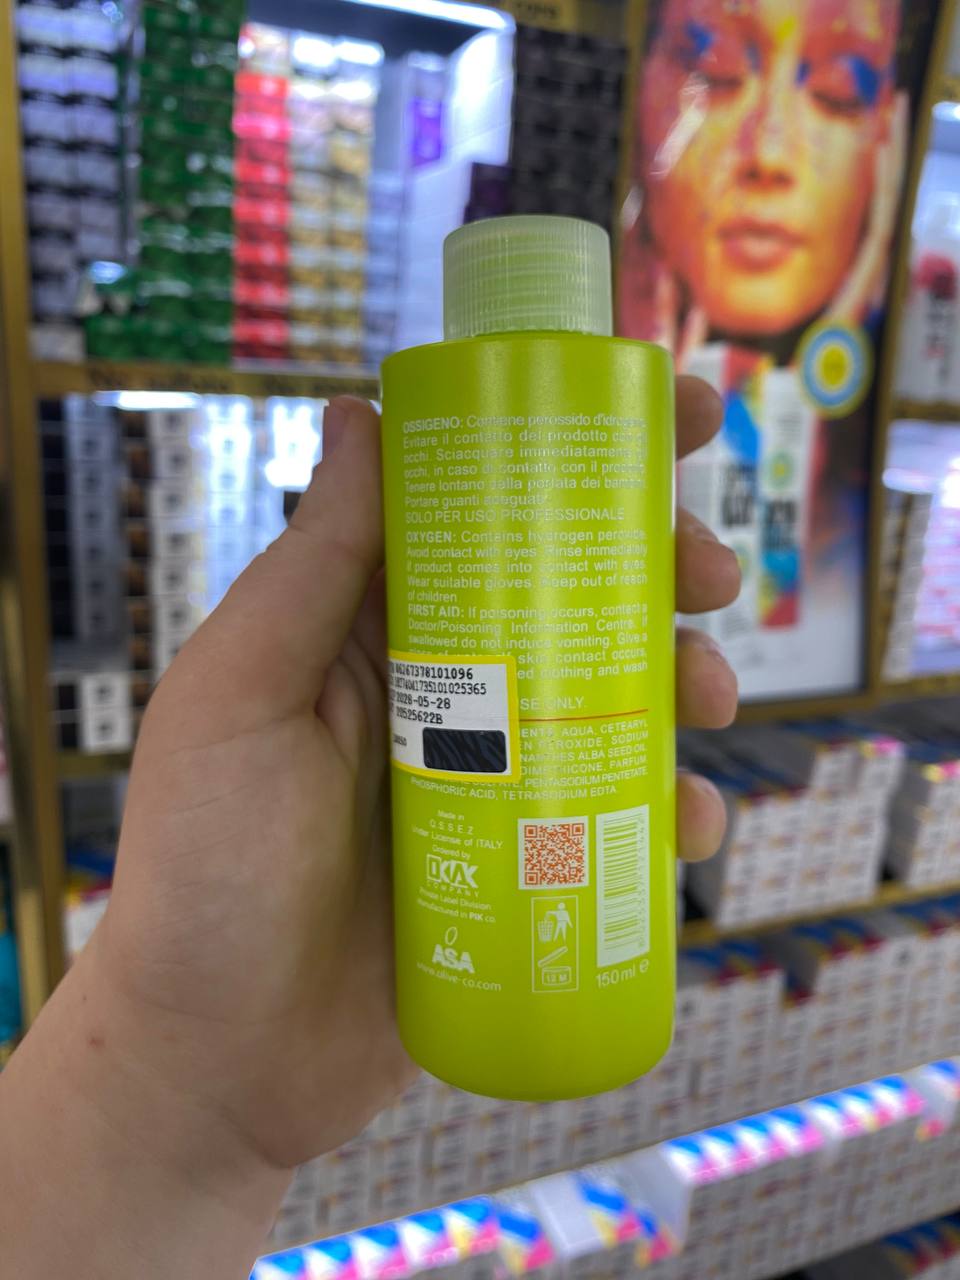 OSSIGENO: Contiene perossido d'idrogeno.
Evitare il contatto del prodotto con gli
occhi. Sciacquare immediatamente gli
occhi, in caso di contatto con il prodotto.
Tenere lontano dalla portata dei bambini.
Portare guanti adeguati.
SOLO PER USO PROFESSIONALE.
OXYGEN: Contains hydrogen peroxide.
Avoid contact with eyes. Rinse immediately
if product comes into contact with eyes.
Wear suitable gloves. Keep out of reach
of children.
FIRST AID: If poisoning occurs, contact a
Doctor/Poisoning Information Centre. If
swallowed do not induce vomiting. Give a
skin contact occurs,
clothing and wash
ONLY.
06267378101096
2028-05-28
20525622B
AQUA, CETEARYL
PEROXIDE, SODIUM
ALBA SEED OIL,
PARFUM,
PENTASODIUM PENTETATE,
PHOSPHORIC ACID, TETRASODIUM EDTA.
Made in
Q.S.S.E.Z
Under License of ITALY
Ordered by
COMPANY
Private Label Division
Manufactured in PIK co.
ASA
www.olive-co.com
12 M
150 ml e